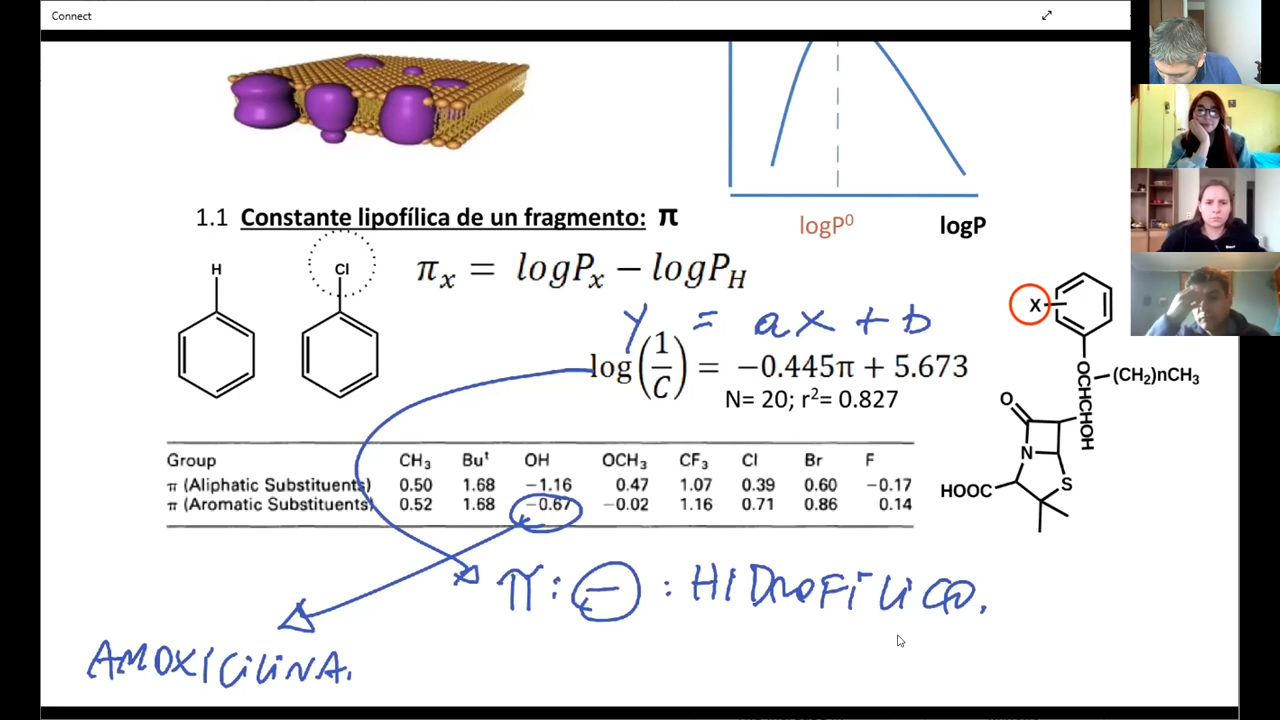 Connect
logP⁰
logP
1.1 Constante lipofílica de un fragmento: π
H
Cl
πx = logPx − logPH
y = ax + b
log(1/C) = −0.445π + 5.673
N= 20; r²= 0.827
X
OCHCHOH
(CH₂)nCH₃
O
N
S
HOOC
Group CH₃ Buᵗ OH OCH₃ CF₃ Cl Br F
π (Aliphatic Substituents) 0.50 1.68 −1.16 0.47 1.07 0.39 0.60 −0.17
π (Aromatic Substituents) 0.52 1.68 −0.67 −0.02 1.16 0.71 0.86 0.14
π: − : HIDROFÍLICO.
AMOXICILINA.